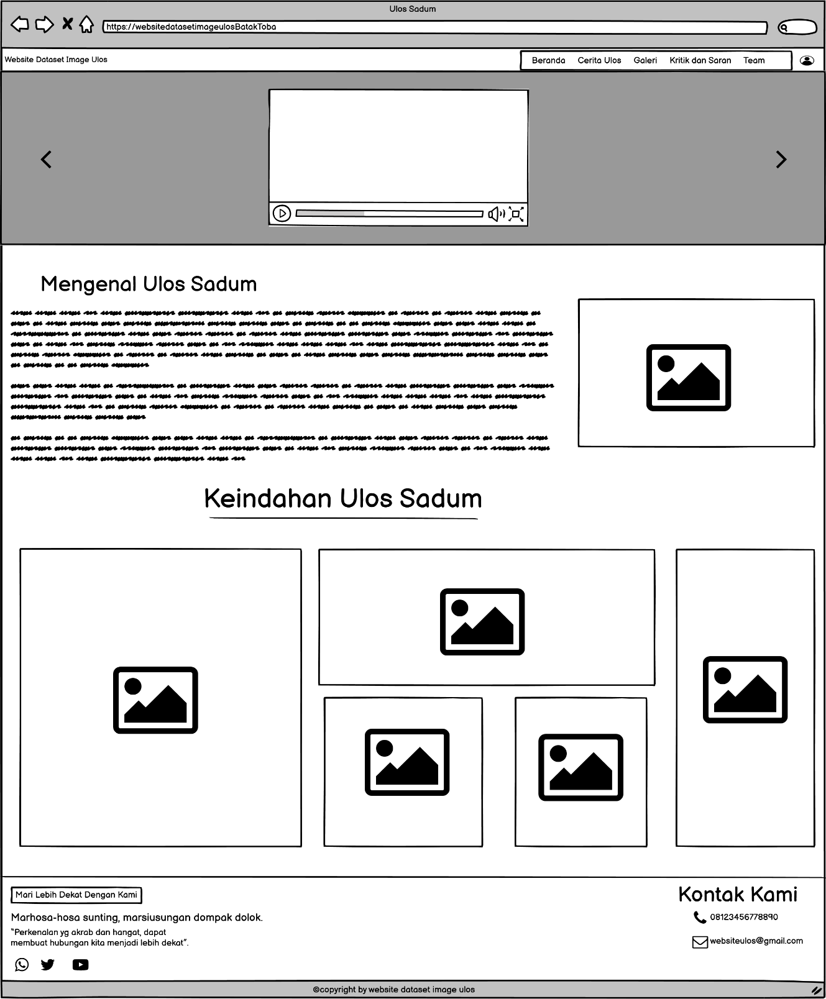 Ulos Sadum
https://websitedatasetimageulosBatakToba
Website Dataset Image Ulos
Beranda Cerita Ulos Galeri Kritik dan Saran Team
Mengenal Ulos Sadum
Keindahan Ulos Sadum
Mari Lebih Dekat Dengan Kami
Marhosa-hosa sunting, marsiusungan dompak dolok.
"Perkenalan yg akrab dan hangat, dapat
membuat hubungan kita menjadi lebih dekat".
Kontak Kami
08123456778890
websiteulos@gmail.com
©copyright by website dataset image ulos